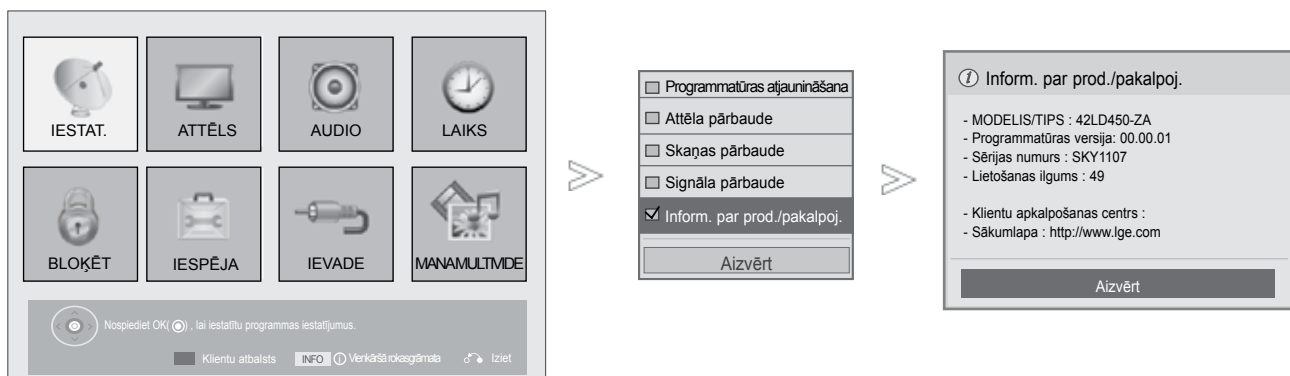 IESTAT.
ATTĒLS
AUDIO
LAIKS
BLOĶĒT
IESPĒJA
IEVADE
MANAMULTIVIDE
Nospiediet OK( ) , lai iestatītu programmas iestatījumus.
Klientu atbalsts INFO i Vienkāršā rokasgrāmata Iziet
Programmatūras atjaunināšana
Attēla pārbaude
Skaņas pārbaude
Signāla pārbaude
Inform. par prod./pakalpoj.
Aizvērt
i Inform. par prod./pakalpoj.
- MODELIS/TIPS : 42LD450-ZA
- Programmatūras versija: 00.00.01
- Sērijas numurs : SKY1107
- Lietošanas ilgums : 49
- Klientu apkalpošanas centrs :
- Sākumlapa : http://www.lge.com
Aizvērt